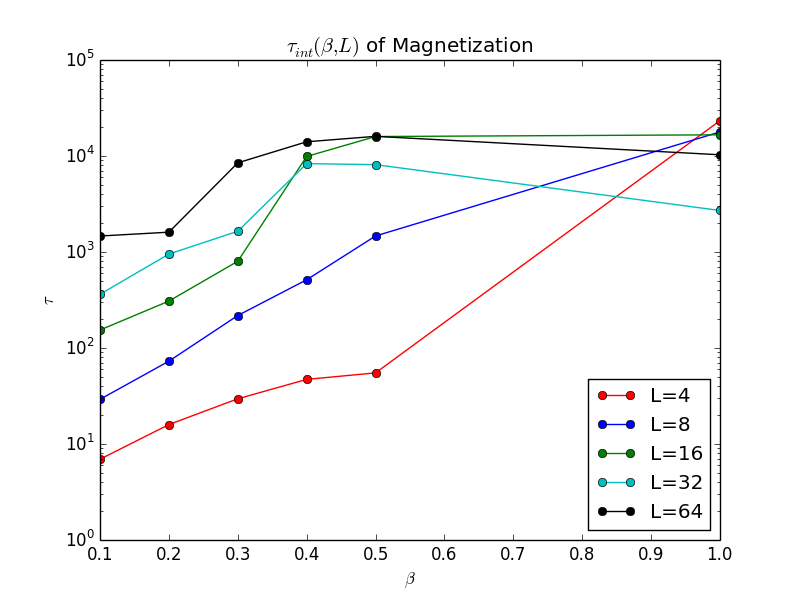 τ_int(β,L) of Magnetization
10^5
10^4
10^3
10^2
10^1
10^0
τ
0.1 0.2 0.3 0.4 0.5 0.6 0.7 0.8 0.9 1.0
β
L=4
L=8
L=16
L=32
L=64